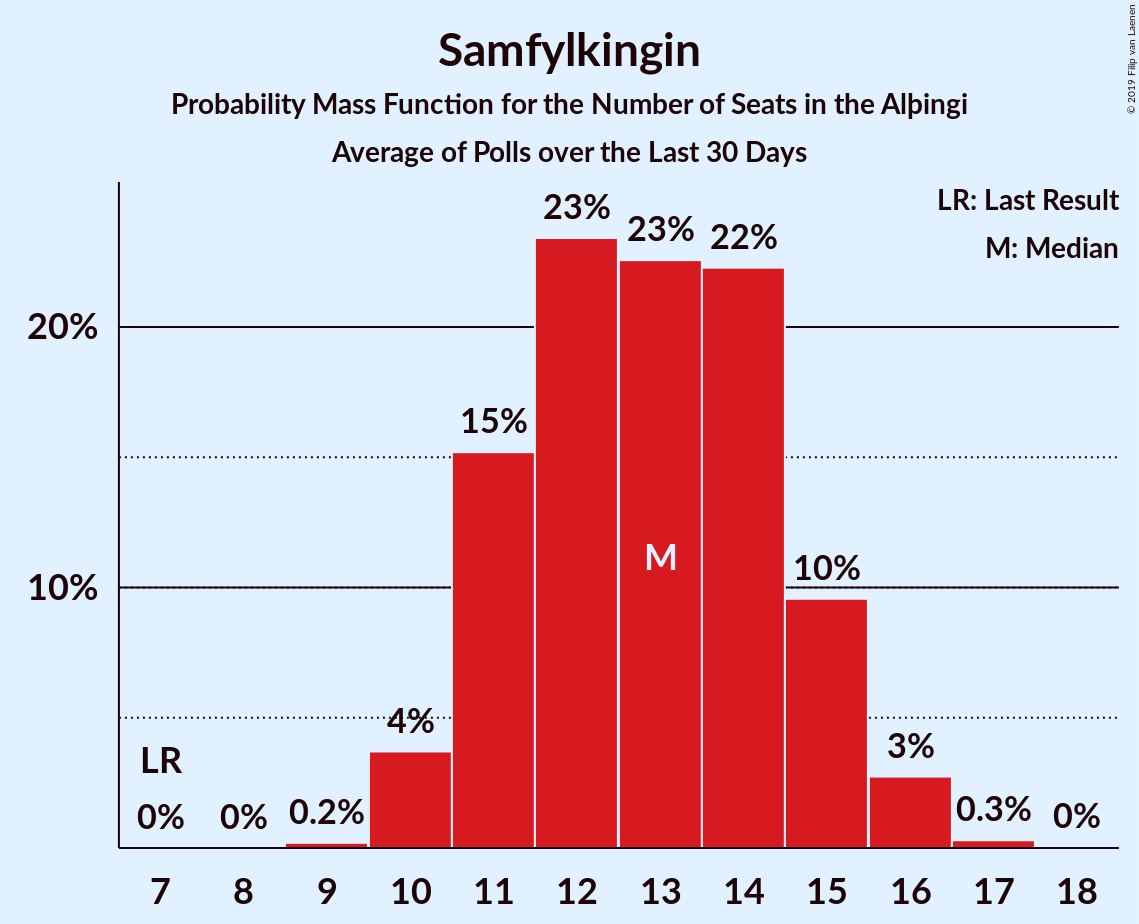 Samfylkingin
Probability Mass Function for the Number of Seats in the Alþingi
Average of Polls over the Last 30 Days
© 2019 Filip van Laenen
LR: Last Result
M: Median
20%
10%
LR
0%
0%
0.2%
4%
15%
23%
23%
22%
10%
3%
0.3%
0%
M
7 8 9 10 11 12 13 14 15 16 17 18